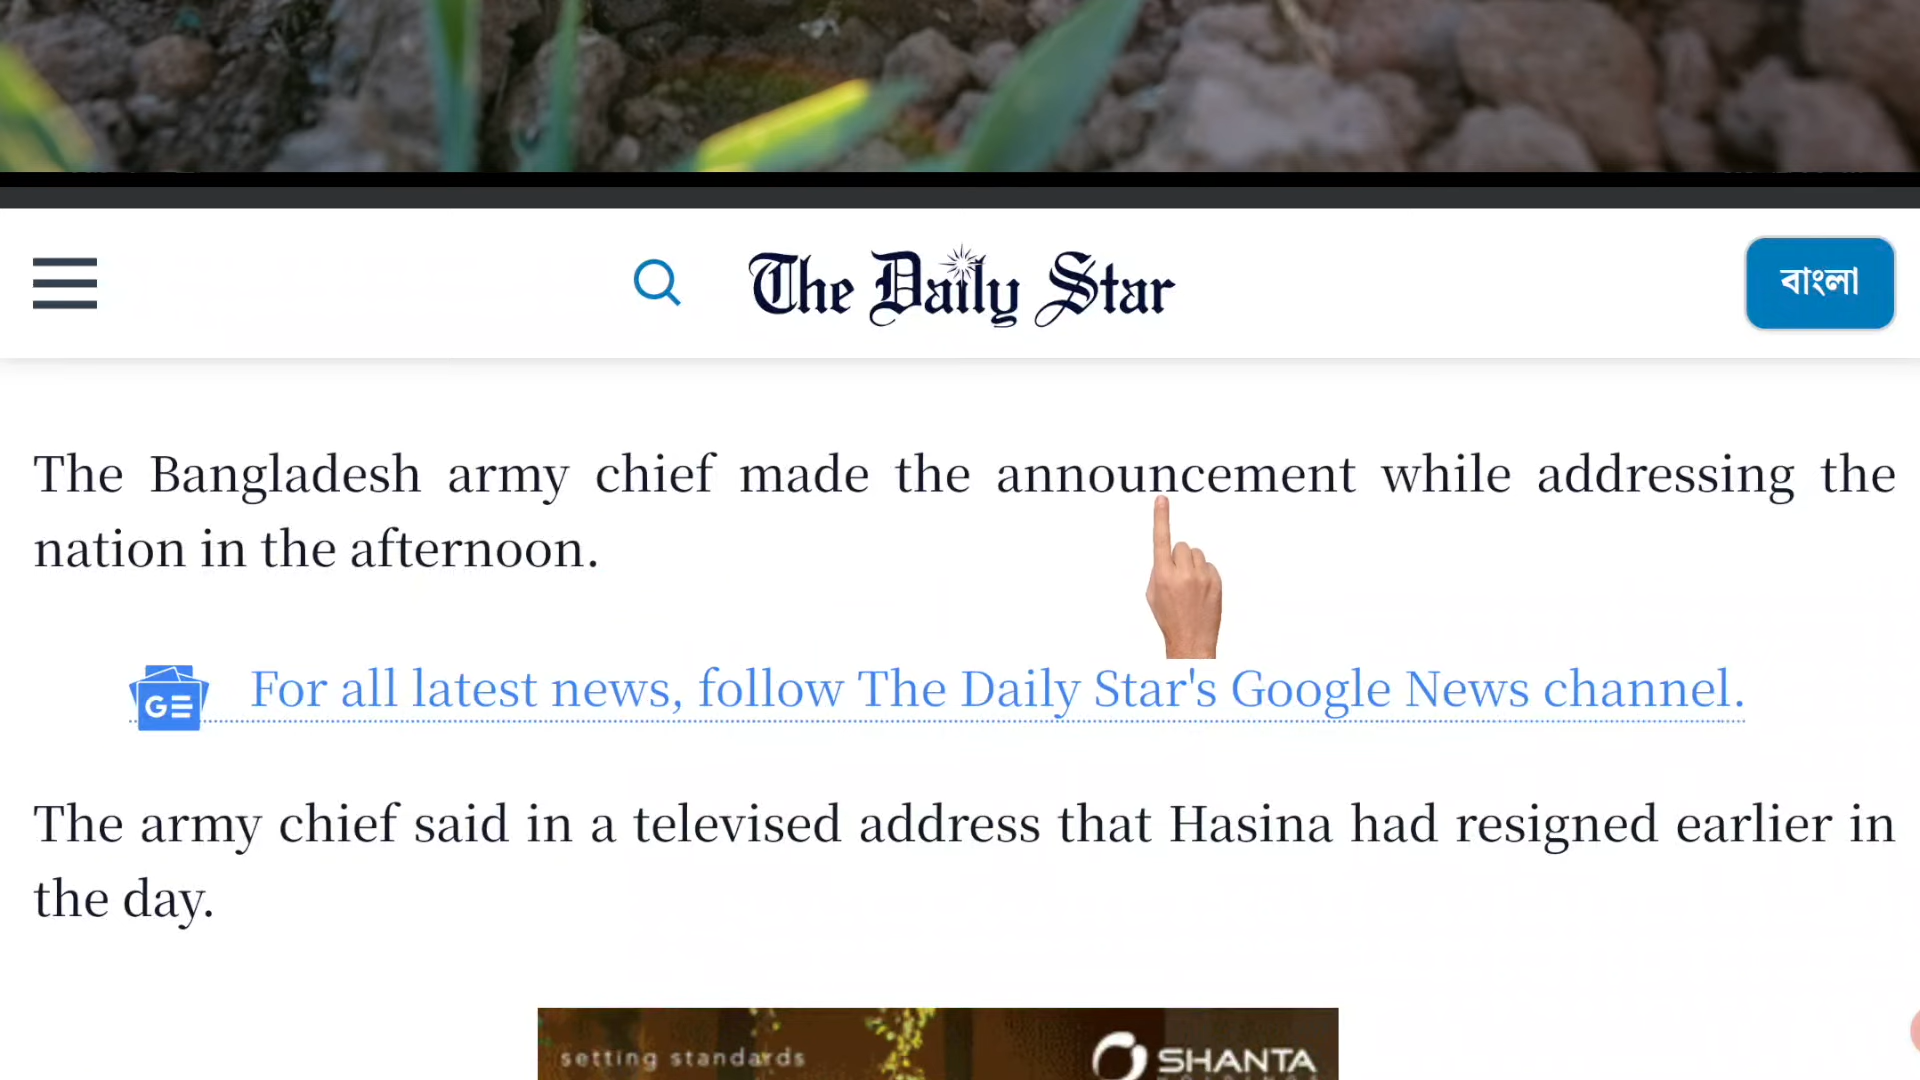 The Daily Star
বাংলা
The Bangladesh army chief made the announcement while addressing the
nation in the afternoon.
GE For all latest news, follow The Daily Star's Google News channel.
The army chief said in a televised address that Hasina had resigned earlier in
the day.
setting standards
SHANTA